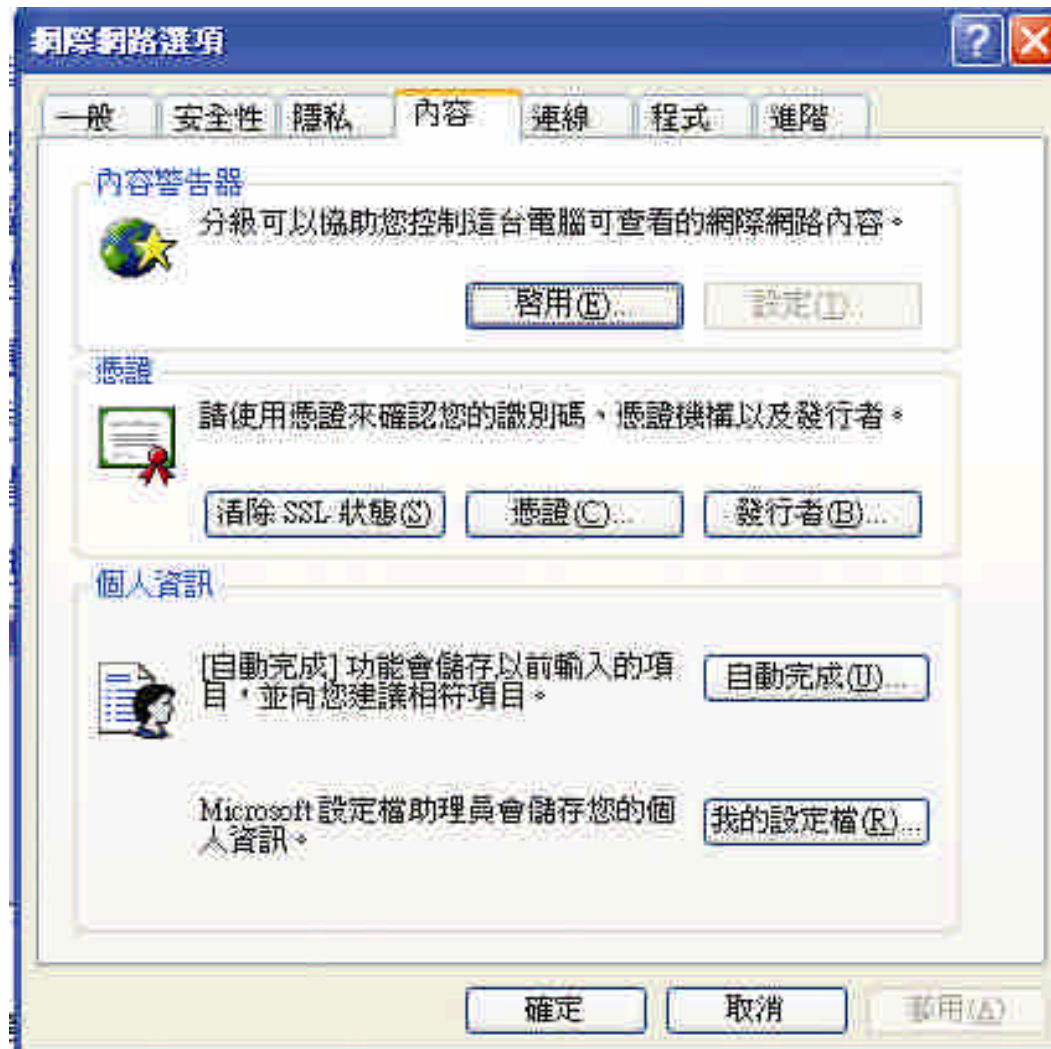 網際網路選項
一般 安全性 隱私 內容 連線 程式 進階
內容警告器
分級可以協助您控制這台電腦可查看的網際網路內容。
啓用(E)... 設定(T)...
憑證
請使用憑證來確認您的識別碼、憑證機構以及發行者。
清除 SSL 狀態(S) 憑證(C)... 發行者(B)...
個人資訊
[自動完成] 功能會儲存以前輸入的項
目，並向您建議相符項目。
自動完成(U)...
Microsoft 設定檔助理員會儲存您的個
人資訊。
我的設定檔(R)...
確定 取消 套用(A)